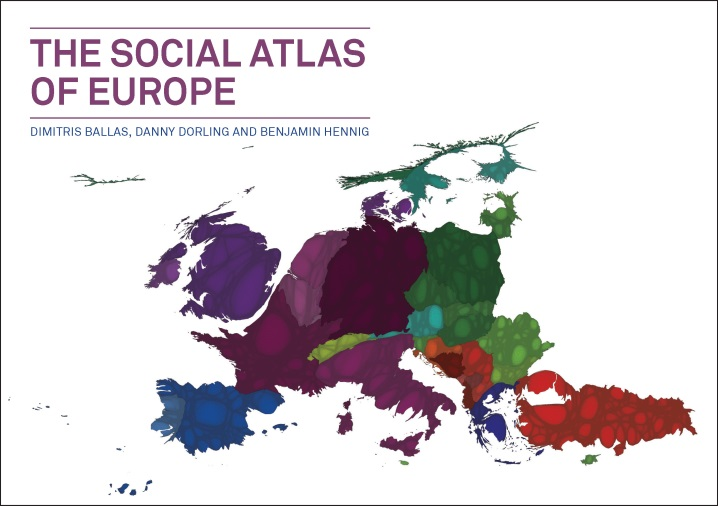 THE SOCIAL ATLAS
OF EUROPE
DIMITRIS BALLAS, DANNY DORLING AND BENJAMIN HENNIG